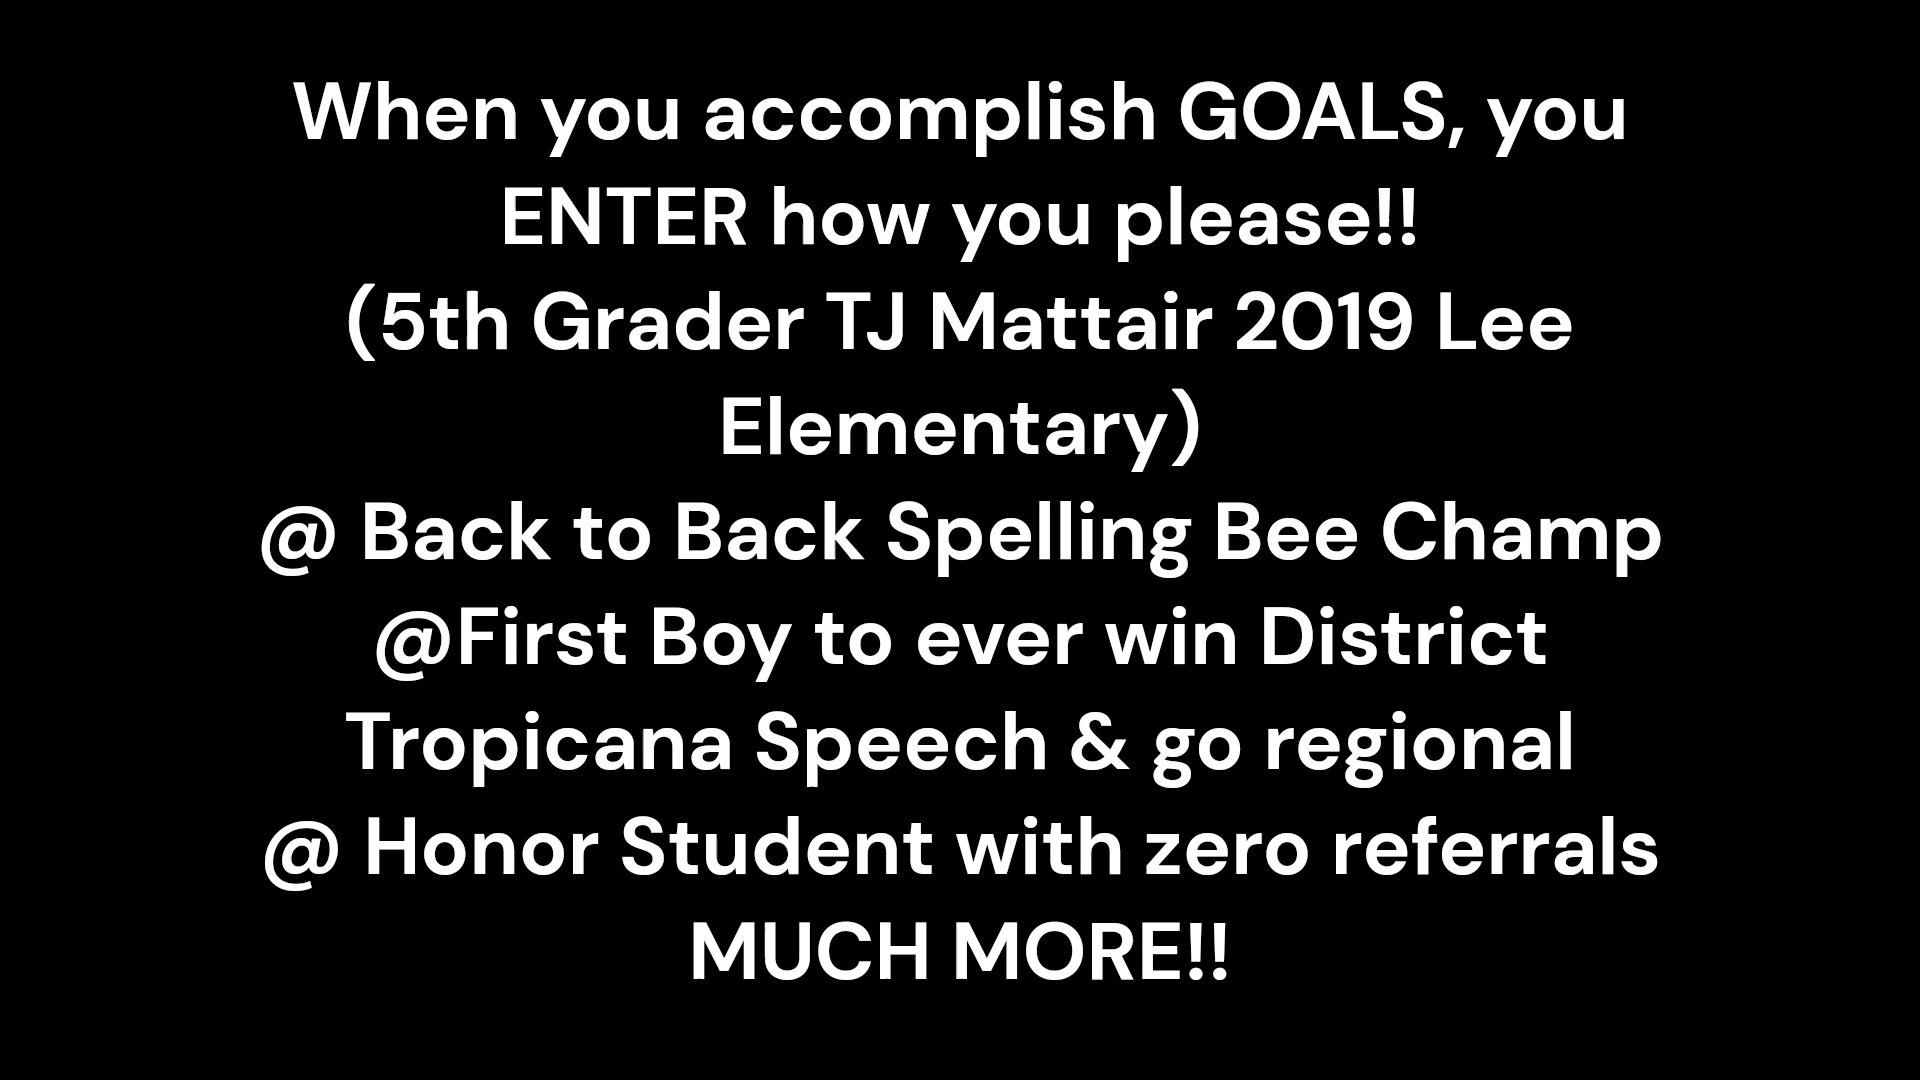 When you accomplish GOALS, you
ENTER how you please!!
(5th Grader TJ Mattair 2019 Lee
Elementary)
@ Back to Back Spelling Bee Champ
@First Boy to ever win District
Tropicana Speech & go regional
@ Honor Student with zero referrals
MUCH MORE!!